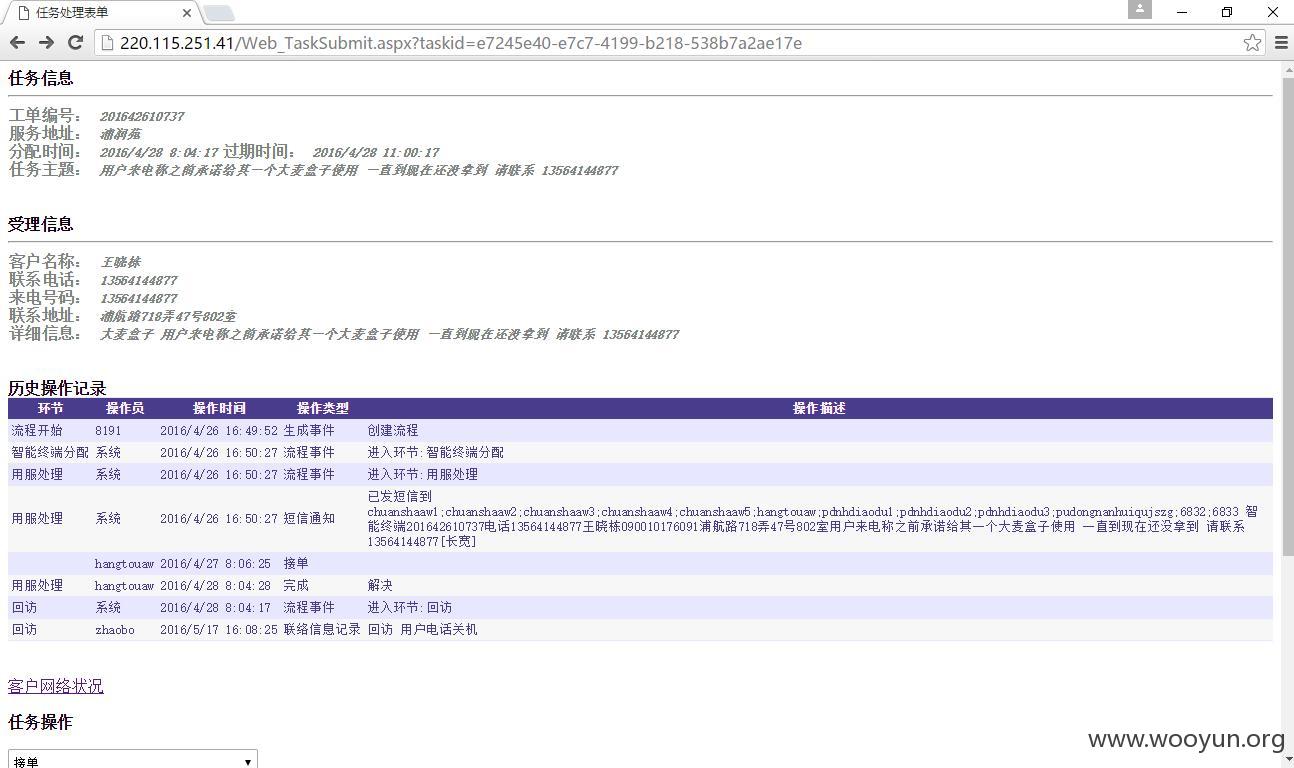 任务处理表单
220.115.251.41/Web_TaskSubmit.aspx?taskid=e7245e40-e7c7-4199-b218-538b7a2ae17e
任务信息
工单编号： 201642610737
服务地址： 浦润苑
分配时间： 2016/4/28 8:04:17 过期时间： 2016/4/28 11:00:17
任务主题： 用户来电称之前承诺给其一个大麦盒子使用 一直到现在还没拿到 请联系 13564144877
受理信息
客户名称： 王晓栋
联系电话： 13564144877
来电号码： 13564144877
联系地址： 浦航路718弄47号802室
详细信息： 大麦盒子 用户来电称之前承诺给其一个大麦盒子使用 一直到现在还没拿到 请联系 13564144877
历史操作记录
环节 操作员 操作时间 操作类型 操作描述
流程开始 8191 2016/4/26 16:49:52 生成事件 创建流程
智能终端分配 系统 2016/4/26 16:50:27 流程事件 进入环节:智能终端分配
用服处理 系统 2016/4/26 16:50:27 流程事件 进入环节:用服处理
用服处理 系统 2016/4/26 16:50:27 短信通知 已发短信到
chuanshaaw1;chuanshaaw2;chuanshaaw3;chuanshaaw4;chuanshaaw5;hangtouaw;pdnhdiaodu1;pdnhdiaodu2;pdnhdiaodu3;pudongnanhuiqujszg;6832;6833 智
能终端201642610737电话13564144877王晓栋090010176091浦航路718弄47号802室用户来电称之前承诺给其一个大麦盒子使用 一直到现在还没拿到 请联系
13564144877[长宽]
hangtouaw 2016/4/27 8:06:25 接单
用服处理 hangtouaw 2016/4/28 8:04:28 完成 解决
回访 系统 2016/4/28 8:04:17 流程事件 进入环节:回访
回访 zhaobo 2016/5/17 16:08:25 联络信息记录 回访 用户电话关机
客户网络状况
任务操作
接单
www.wooyun.org